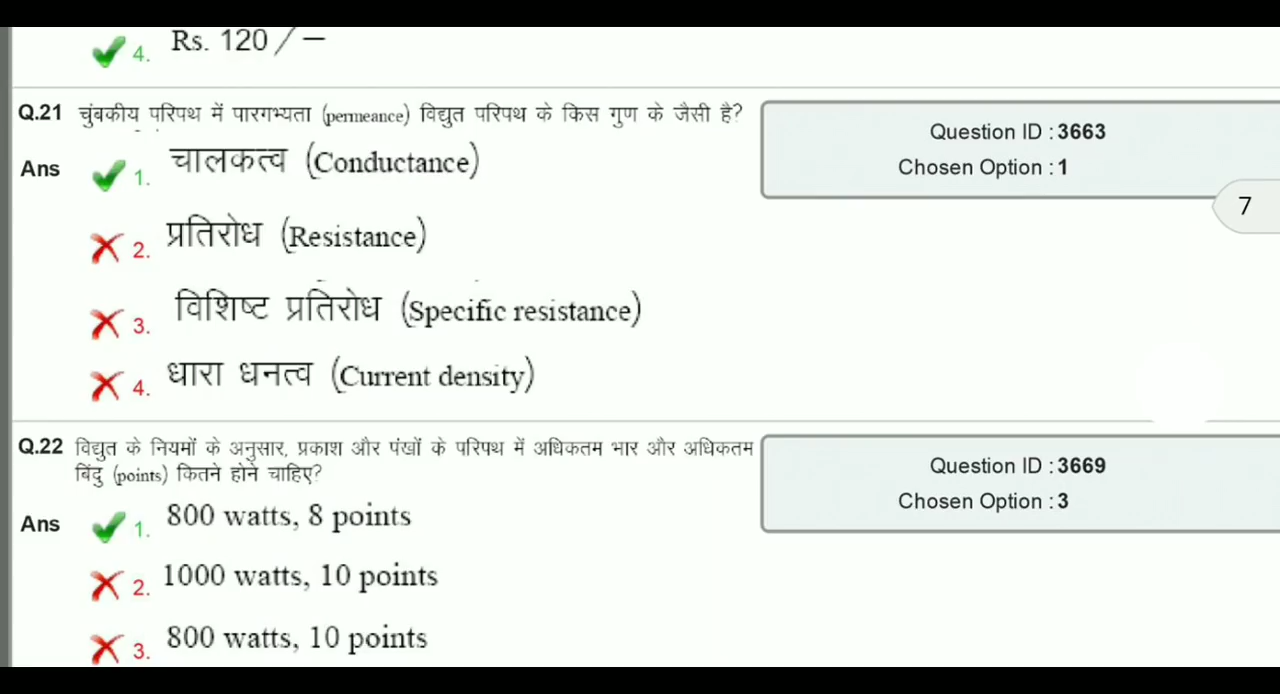 4. Rs. 120 / –
Q.21 चुंबकीय परिपथ में पारगभ्यता (permeance) विद्युत परिपथ के किस गुण के जैसी है?
Question ID : 3663
Chosen Option : 1
Ans 1. चालकत्व (Conductance)
7
2. प्रतिरोध (Resistance)
3. विशिष्ट प्रतिरोध (Specific resistance)
4. धारा धनत्व (Current density)
Q.22 विद्युत के नियमों के अनुसार, प्रकाश और पंखों के परिपथ में अधिकतम भार और अधिकतम
बिंदु (points) कितने होने चाहिए?
Question ID : 3669
Chosen Option : 3
Ans 1. 800 watts, 8 points
2. 1000 watts, 10 points
3. 800 watts, 10 points